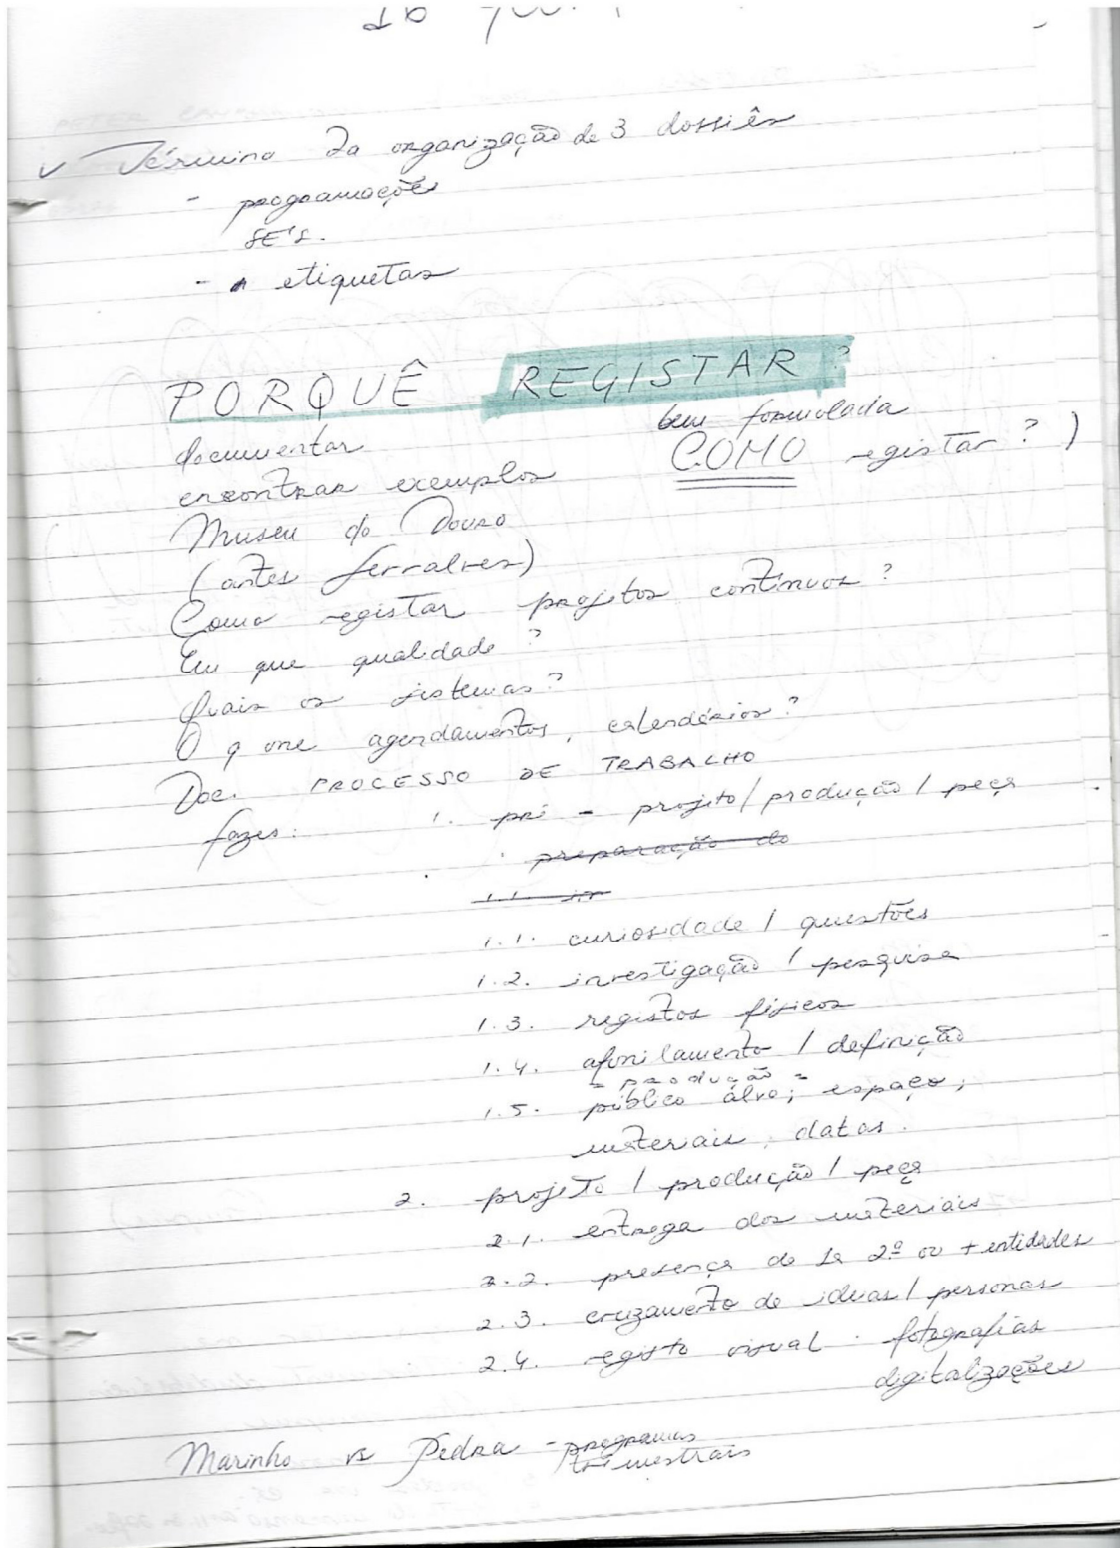 ✓ Término da organização de 3 dossiês
- programações
SE's.
- etiquetas
PORQUÊ REGISTAR?
documentar
bem formulada
COMO registar?)
encontrar exemplos
Museu do Douro
(antes Serralves)
Como registar projetos contínuos?
Em que qualidade?
Quais os sistemas?
O q one agendamentos, calendários?
Doc. PROCESSO DE TRABALHO
fazes: 1. pré - projeto / produção / peça
preparação do
1.1.
1.1. curiosidade / questões
1.2. investigação / pesquisa
1.3. registos físicos
1.4. afunilamento / definição
= produção =
1.5. público alvo; espaço;
materiais, datas.
2. projeto / produção / peça
2.1. entrega dos materiais
2.2. presença de 2º ou + entidades
2.3. cruzamento de ideias / personas
2.4. registo visual . fotografias
digitalizações
Marinho vs Pedra - programas
trimestrais